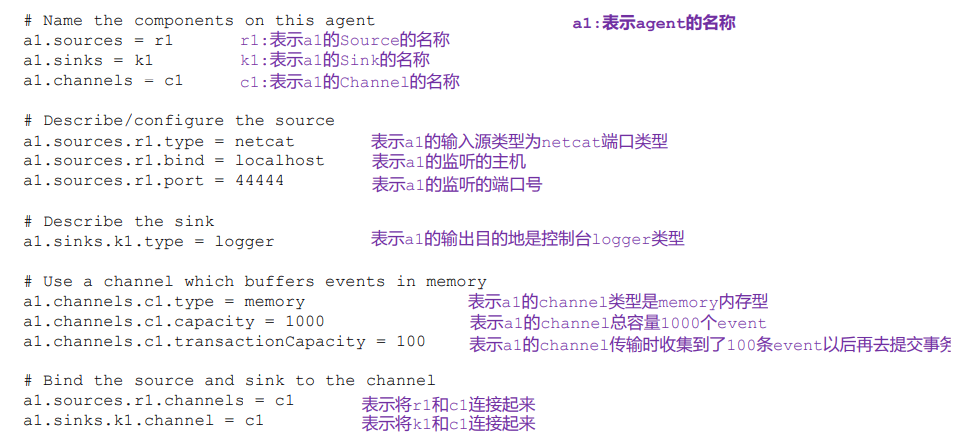 # Name the components on this agent a1:表示agent的名称
a1.sources = r1 r1:表示a1的Source的名称
a1.sinks = k1 k1:表示a1的Sink的名称
a1.channels = c1 c1:表示a1的Channel的名称
# Describe/configure the source
a1.sources.r1.type = netcat 表示a1的输入源类型为netcat端口类型
a1.sources.r1.bind = localhost 表示a1的监听的主机
a1.sources.r1.port = 44444 表示a1的监听的端口号
# Describe the sink
a1.sinks.k1.type = logger 表示a1的输出目的地是控制台logger类型
# Use a channel which buffers events in memory
a1.channels.c1.type = memory 表示a1的channel类型是memory内存型
a1.channels.c1.capacity = 1000 表示a1的channel总容量1000个event
a1.channels.c1.transactionCapacity = 100 表示a1的channel传输时收集到了100条event以后再去提交事务
# Bind the source and sink to the channel
a1.sources.r1.channels = c1 表示将r1和c1连接起来
a1.sinks.k1.channel = c1 表示将k1和c1连接起来